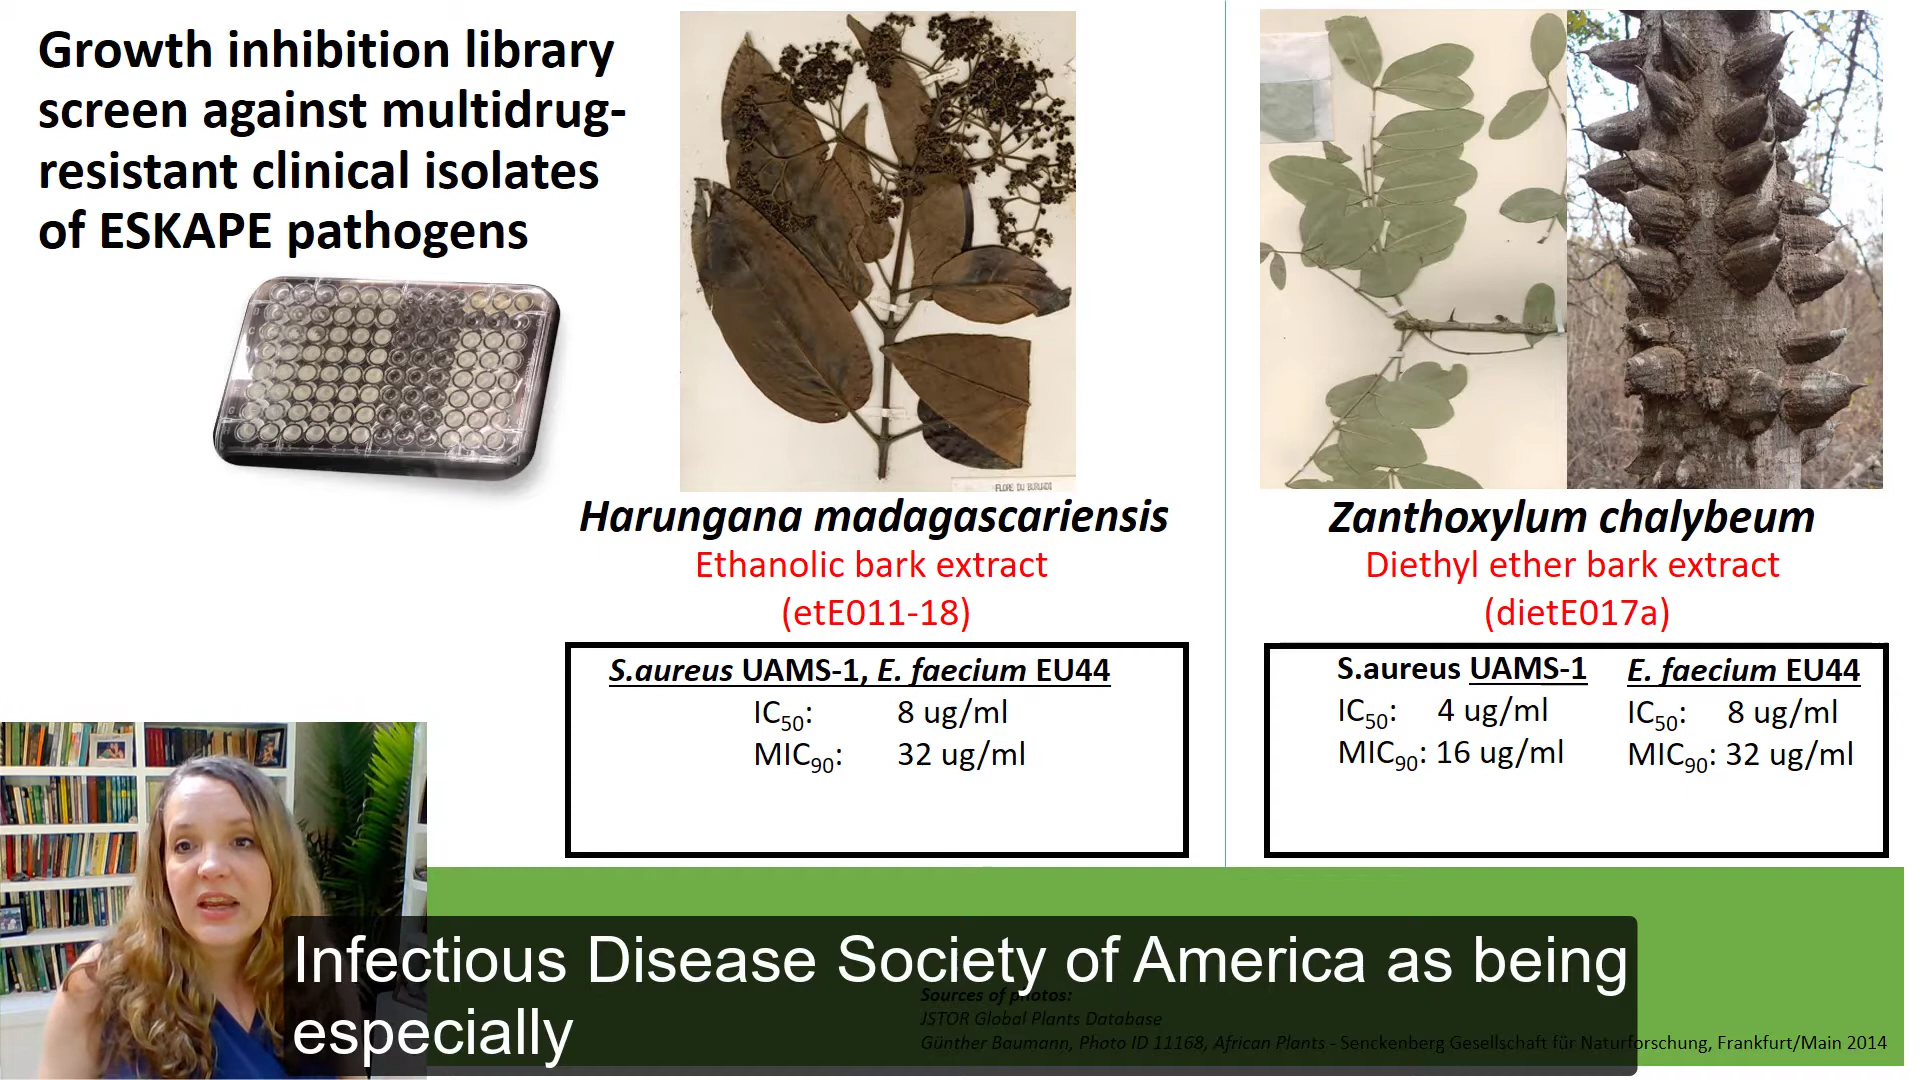 Growth inhibition library
screen against multidrug-
resistant clinical isolates
of ESKAPE pathogens
FLORE DU BURUNDI
Harungana madagascariensis
Ethanolic bark extract
(etE011-18)
S.aureus UAMS-1, E. faecium EU44
IC50: 8 ug/ml
MIC90: 32 ug/ml
Zanthoxylum chalybeum
Diethyl ether bark extract
(dietE017a)
S.aureus UAMS-1
IC50: 4 ug/ml
MIC90: 16 ug/ml
E. faecium EU44
IC50: 8 ug/ml
MIC90: 32 ug/ml
Infectious Disease Society of America as being
especially
Sources of photos:
JSTOR Global Plants Database
Günther Baumann, Photo ID 11168, African Plants - Senckenberg Gesellschaft für Naturforschung, Frankfurt/Main 2014